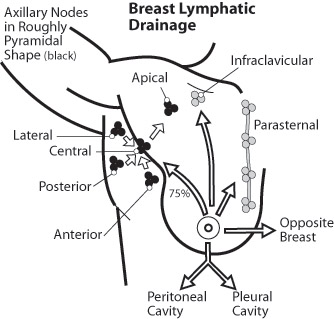 Axillary Nodes
in Roughly
Pyramidal
Shape (black)
Breast Lymphatic
Drainage
Infraclavicular
Apical
Parasternal
Lateral
Central
Posterior
Anterior
75%
Opposite
Breast
Peritoneal
Cavity
Pleural
Cavity